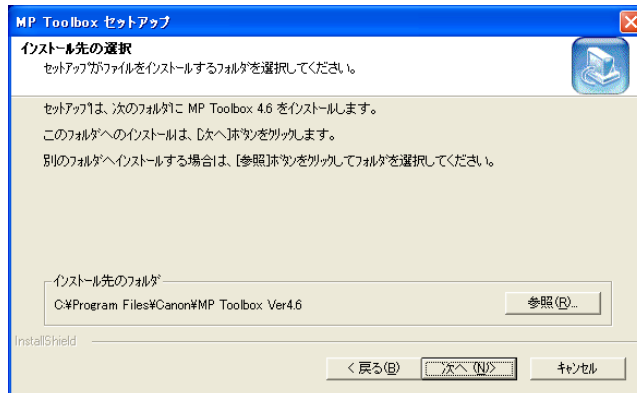 MP Toolbox セットアップ
インストール先の選択
セットアップがファイルをインストールするフォルダを選択してください。
セットアップは、次のフォルダに MP Toolbox 4.6 をインストールします。
このフォルダへのインストールは、[次へ]ボタンをクリックします。
別のフォルダへインストールする場合は、[参照]ボタンをクリックしてフォルダを選択してください。
インストール先のフォルダ
C:¥Program Files¥Canon¥MP Toolbox Ver4.6
参照(R)...
InstallShield
< 戻る(B)
次へ (N)>
キャンセル